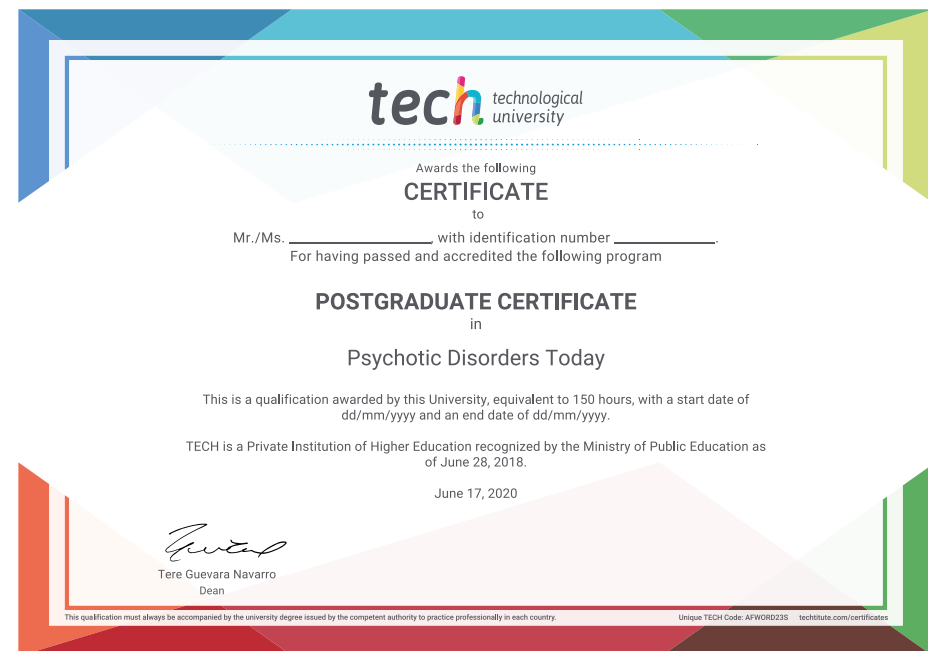 tech technological
university
Awards the following
CERTIFICATE
to
Mr./Ms. _______________, with identification number ___________.
For having passed and accredited the following program
POSTGRADUATE CERTIFICATE
in
Psychotic Disorders Today
This is a qualification awarded by this University, equivalent to 150 hours, with a start date of
dd/mm/yyyy and an end date of dd/mm/yyyy.
TECH is a Private Institution of Higher Education recognized by the Ministry of Public Education as
of June 28, 2018.
June 17, 2020
Tere Guevara Navarro
Dean
This qualification must always be accompanied by the university degree issued by the competent authority to practice professionally in each country. Unique TECH Code: AFWORD23S techtitute.com/certificates